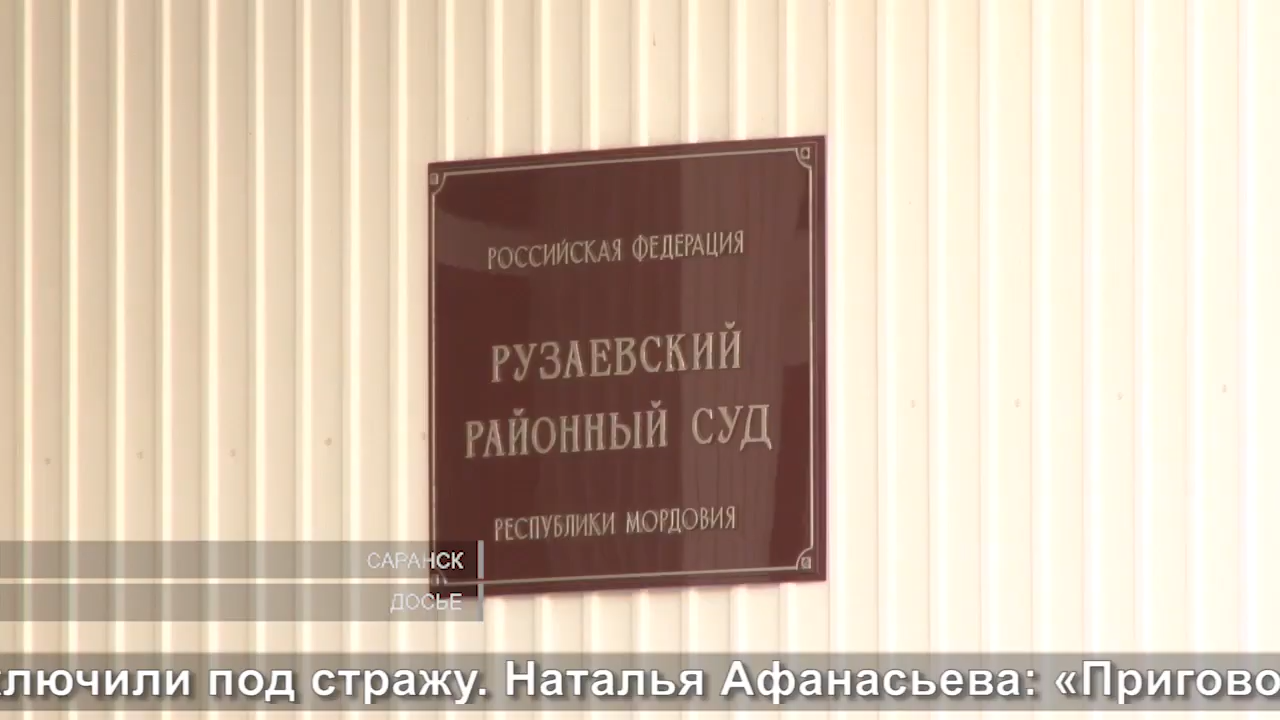 РОССИЙСКАЯ ФЕДЕРАЦИЯ
РУЗАЕВСКИЙ
РАЙОННЫЙ СУД
РЕСПУБЛИКИ МОРДОВИЯ
САРАНСК
ДОСЬЕ
ключили под стражу. Наталья Афанасьева: «Пригово